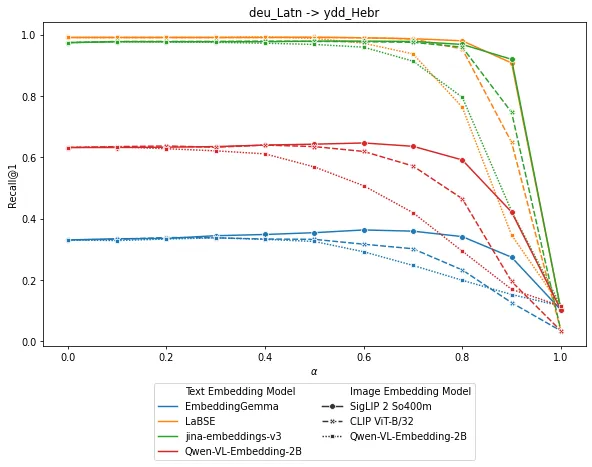 deu_Latn -> ydd_Hebr
Recall@1
1.0
0.8
0.6
0.4
0.2
0.0
0.0 0.2 0.4 0.6 0.8 1.0
α
Text Embedding Model Image Embedding Model
EmbeddingGemma SigLIP 2 So400m
LaBSE CLIP ViT-B/32
jina-embeddings-v3 Qwen-VL-Embedding-2B
Qwen-VL-Embedding-2B